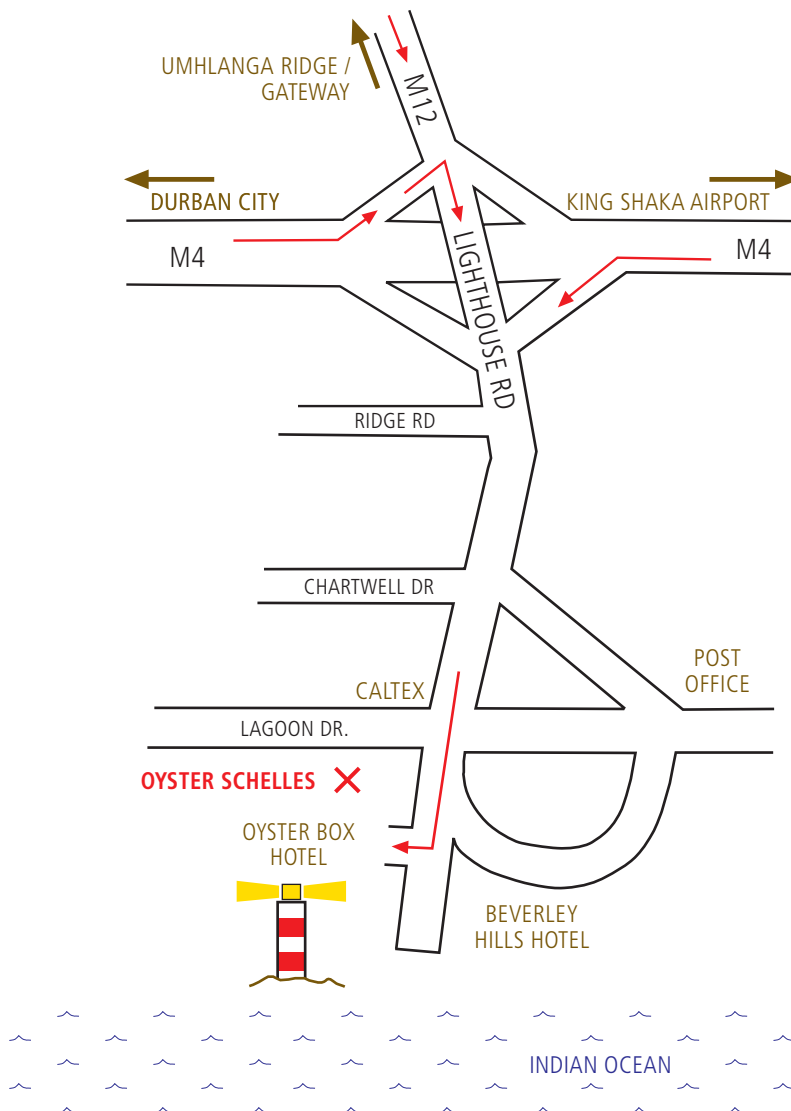 UMHLANGA RIDGE /
GATEWAY
M12
DURBAN CITY
KING SHAKA AIRPORT
M4
M4
LIGHTHOUSE RD
RIDGE RD
CHARTWELL DR
POST
OFFICE
CALTEX
LAGOON DR.
OYSTER SCHELLES
OYSTER BOX
HOTEL
BEVERLEY
HILLS HOTEL
INDIAN OCEAN